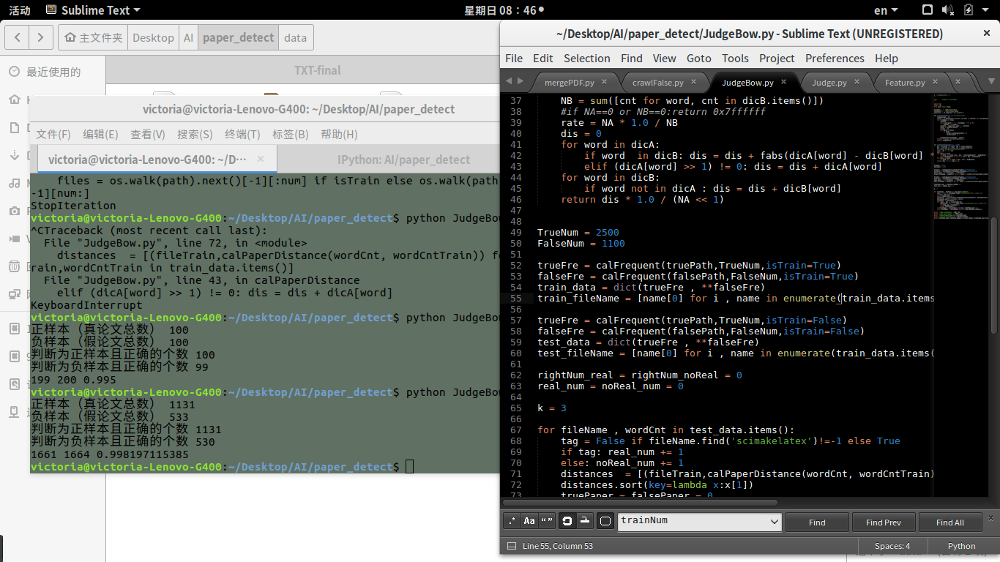 活动 Sublime Text 星期日 08：46 en
主文件夹 Desktop AI paper_detect data
最近使用的
TXT-final
victoria@victoria-Lenovo-G400: ~/Desktop/AI/paper_detect
文件(F) 编辑(E) 查看(V) 搜索(S) 终端(T) 标签(B) 帮助(H)
victoria@victoria-Lenovo-G400: ~/D··· × IPython: AI/paper_detect
files = os.walk(path).next()[-1][:num] if isTrain else os.walk(path
-1][num:]
StopIteration
victoria@victoria-Lenovo-G400:~/Desktop/AI/paper_detect$ python JudgeBow
^CTraceback (most recent call last):
File "JudgeBow.py", line 72, in <module>
distances  = [(fileTrain,calPaperDistance(wordCnt, wordCntTrain)) fo
rain,wordCntTrain in train_data.items()]
File "JudgeBow.py", line 43, in calPaperDistance
elif (dicA[word] >> 1) != 0: dis = dis + dicA[word]
KeyboardInterrupt
victoria@victoria-Lenovo-G400:~/Desktop/AI/paper_detect$ python JudgeBow
正样本（真论文总数） 100
负样本（假论文总数） 100
判断为正样本且正确的个数 100
判断为负样本且正确的个数 99
199 200 0.995
victoria@victoria-Lenovo-G400:~/Desktop/AI/paper_detect$ python JudgeBow
正样本（真论文总数） 1131
负样本（假论文总数） 533
判断为正样本且正确的个数 1131
判断为负样本且正确的个数 530
1661 1664 0.998197115385
victoria@victoria-Lenovo-G400:~/Desktop/AI/paper_detect$
~/Desktop/AI/paper_detect/JudgeBow.py - Sublime Text (UNREGISTERED) ×
File Edit Selection Find View Goto Tools Project Preferences Help
mergePDF.py × crawlFalse.py × JudgeBow.py × Judge.py × Feature.py × ×
37 NB = sum([cnt for word, cnt in dicB.items()])
38 #if NA==0 or NB==0:return 0x7ffffff
39 rate = NA * 1.0 / NB
40 dis = 0
41 for word in dicA:
42 if word  in dicB: dis = dis + fabs(dicA[word] - dicB[word] *
43 elif (dicA[word] >> 1) != 0: dis = dis + dicA[word]
44 for word in dicB:
45 if word not in dicA : dis = dis + dicB[word]
46 return dis * 1.0 / (NA << 1)
47
48
49 TrueNum = 2500
50 FalseNum = 1100
51
52 trueFre = calFrequent(truePath,TrueNum,isTrain=True)
53 falseFre = calFrequent(falsePath,FalseNum,isTrain=True)
54 train_data = dict(trueFre , **falseFre)
55 train_fileName = [name[0] for i , name in enumerate(train_data.items
56
57 trueFre = calFrequent(truePath,TrueNum,isTrain=False)
58 falseFre = calFrequent(falsePath,FalseNum,isTrain=False)
59 test_data = dict(trueFre , **falseFre)
60 test_fileName = [name[0] for i , name in enumerate(train_data.items(
61
62 rightNum_real = rightNum_noReal = 0
63 real_num = noReal_num = 0
64
65 k = 3
66
67 for fileName , wordCnt in test_data.items():
68 tag = False if fileName.find('scimakelatex')!=-1 else True
69 if tag: real_num += 1
70 else: noReal_num += 1
71 distances  = [(fileTrain,calPaperDistance(wordCnt, wordCntTrain)
72 distances.sort(key=lambda x:x[1])
73 truePaper = falsePaper = 0
.* Aa “” trainNum Find Find Prev Find All ×
Line 55, Column 53 Spaces: 4 Python